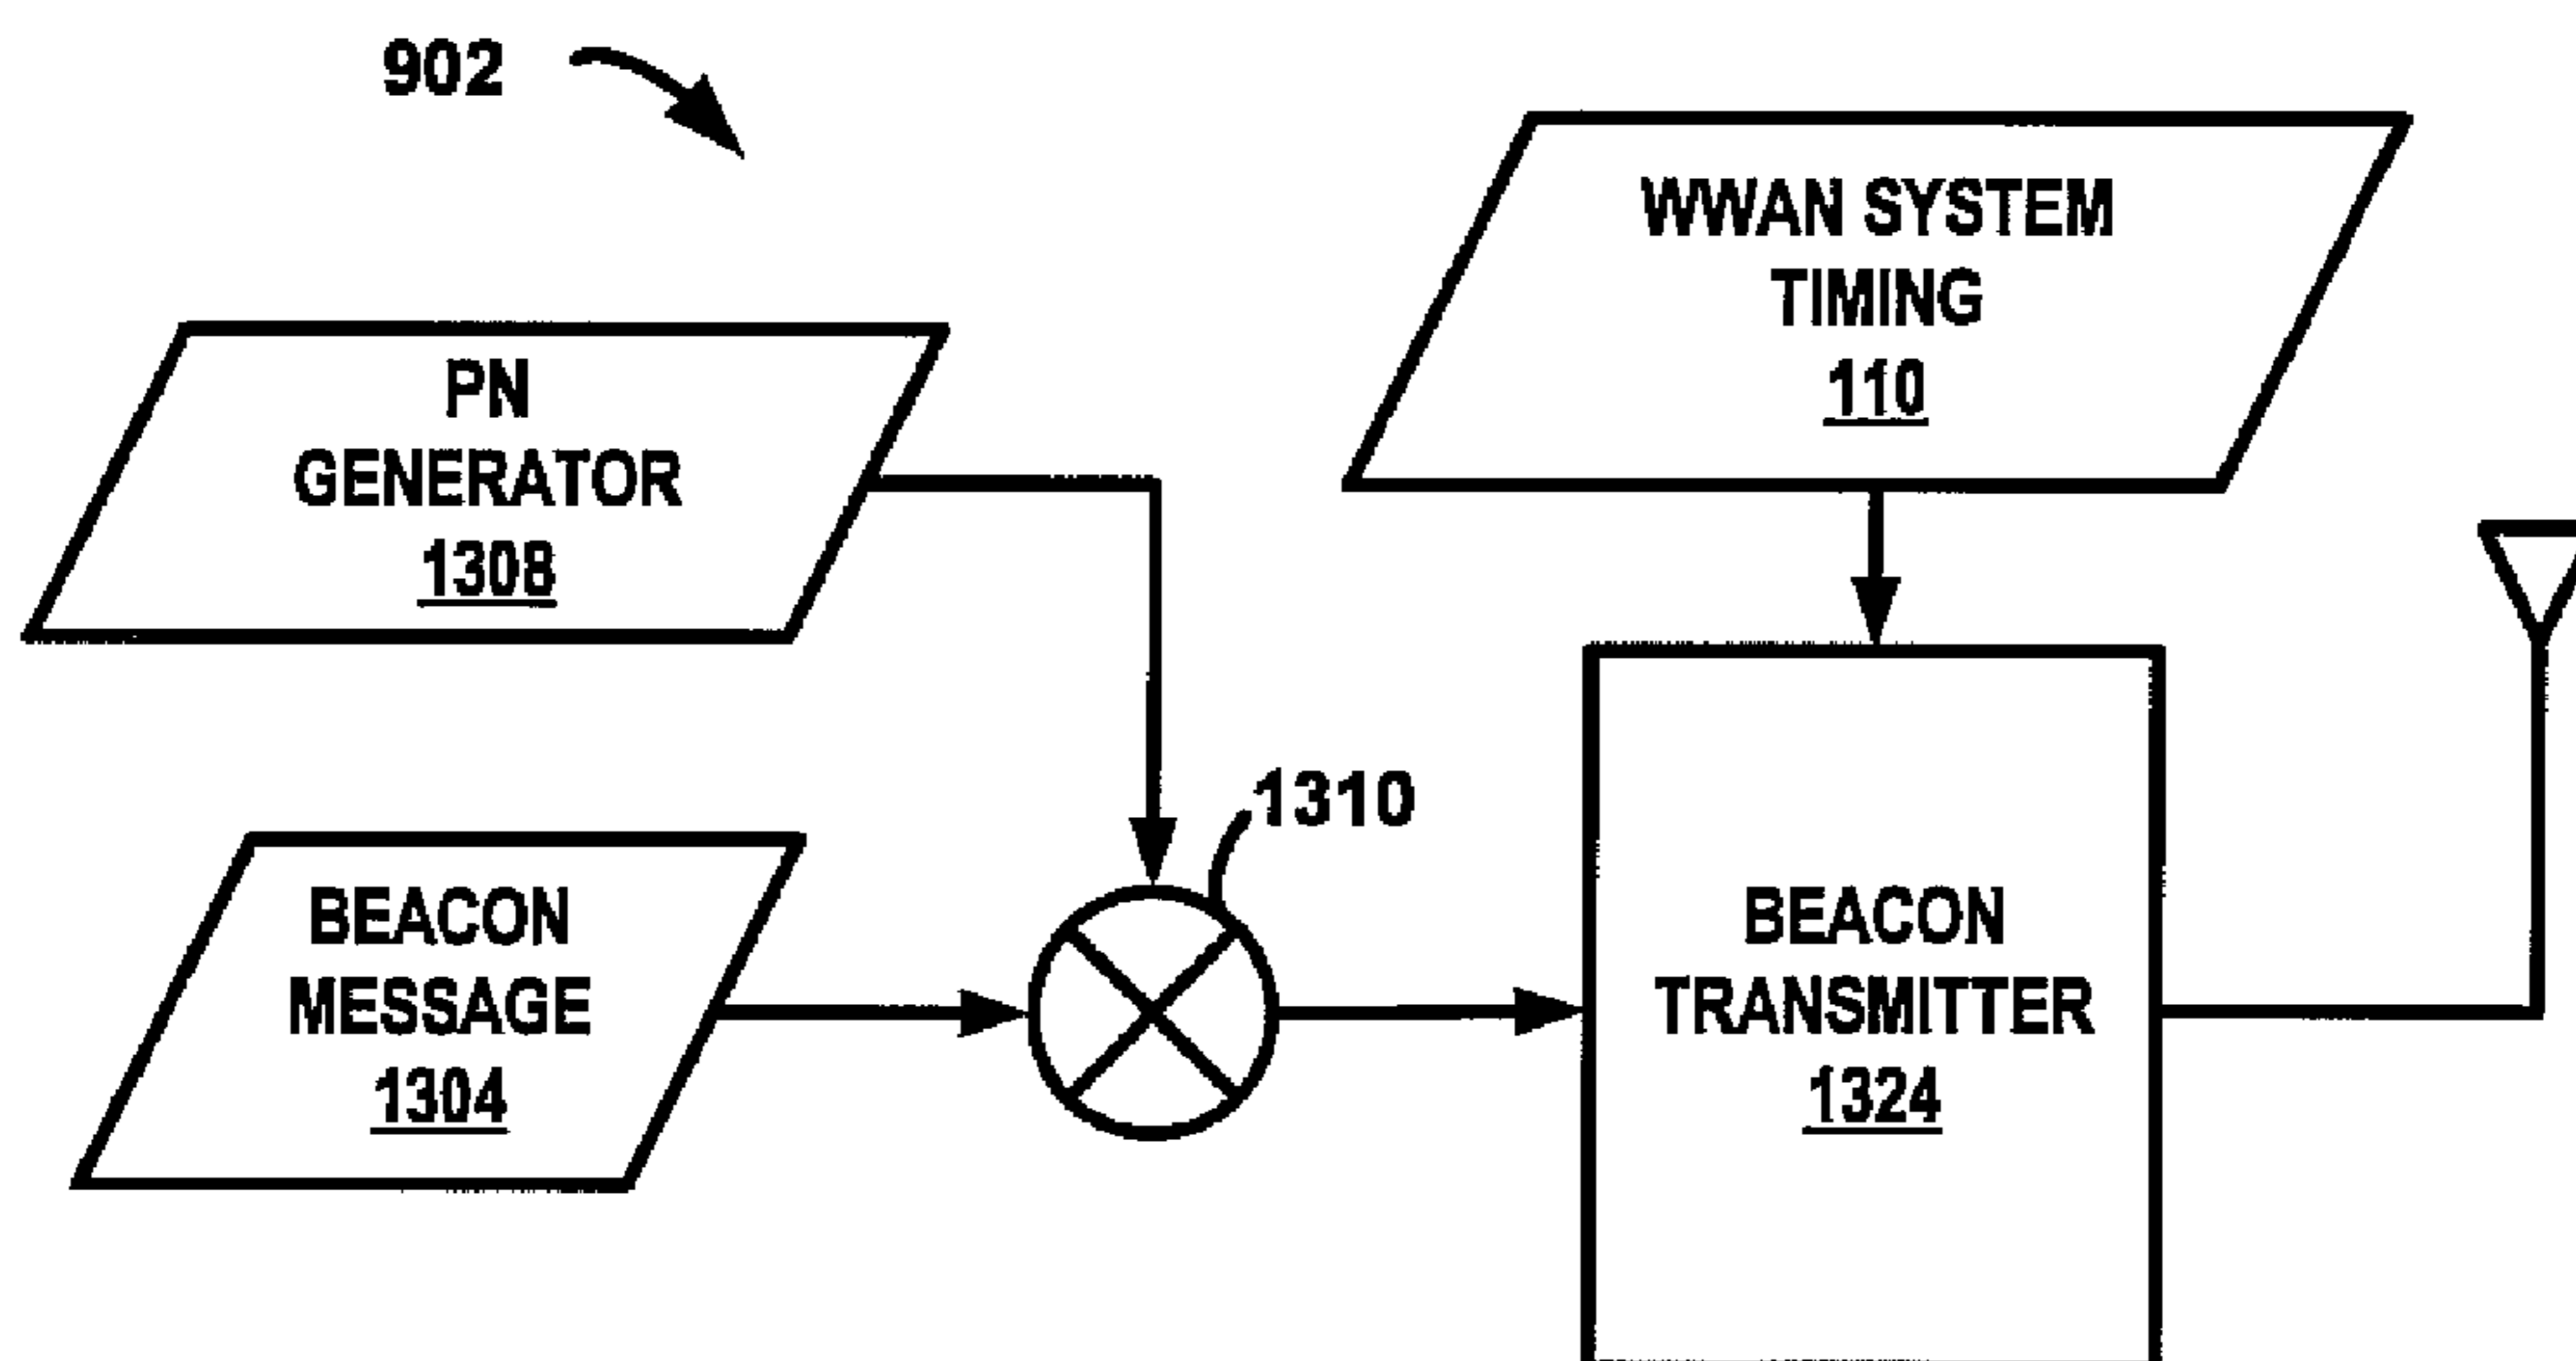 902
WWAN SYSTEM
TIMING
110
PN
GENERATOR
1308
1310
BEACON
MESSAGE
1304
BEACON
TRANSMITTER
1324